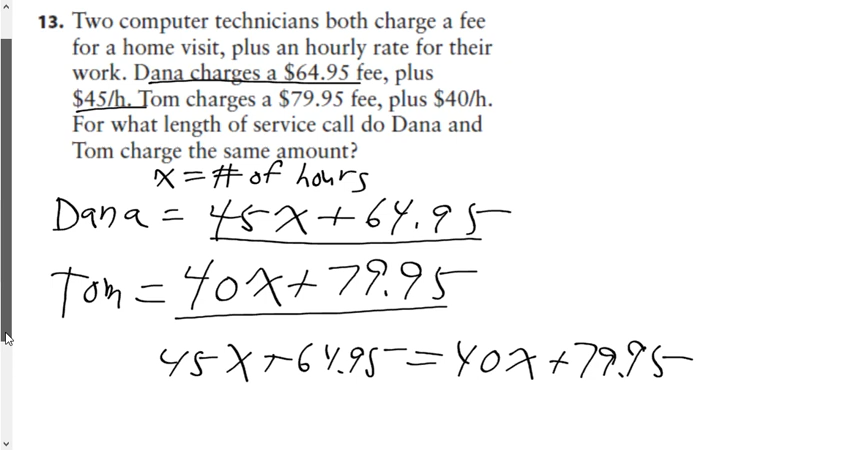 13. Two computer technicians both charge a fee
for a home visit, plus an hourly rate for their
work. Dana charges a $64.95 fee, plus
$45/h. Tom charges a $79.95 fee, plus $40/h.
For what length of service call do Dana and
Tom charge the same amount?
x = # of hours
Dana = 45x + 64.95
Tom = 40x + 79.95
45x + 64.95 = 40x + 79.95